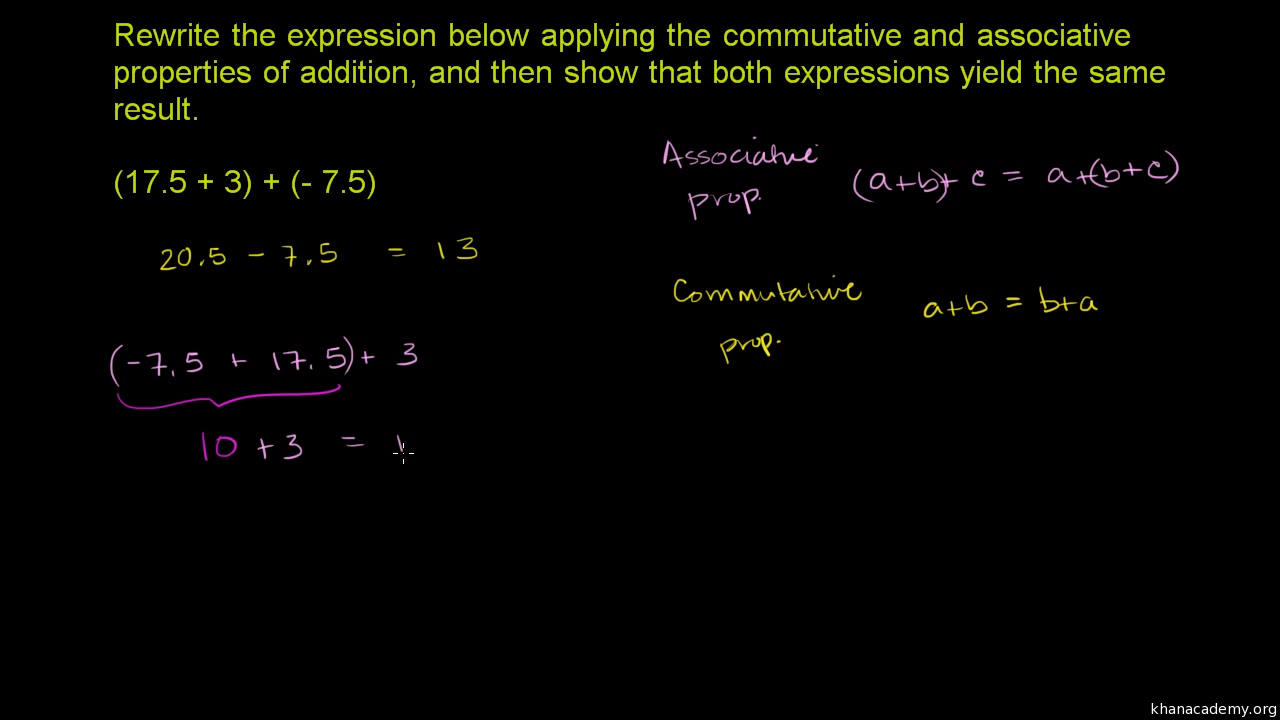 Rewrite the expression below applying the commutative and associative
properties of addition, and then show that both expressions yield the same
result.
(17.5 + 3) + (- 7.5)
20.5 - 7.5 = 13
(-7.5 + 17.5) + 3
10 + 3 = 1
Associative
prop.
(a+b)+ c = a+(b+c)
Commutative
prop.
a+b = b+a
khanacademy.org